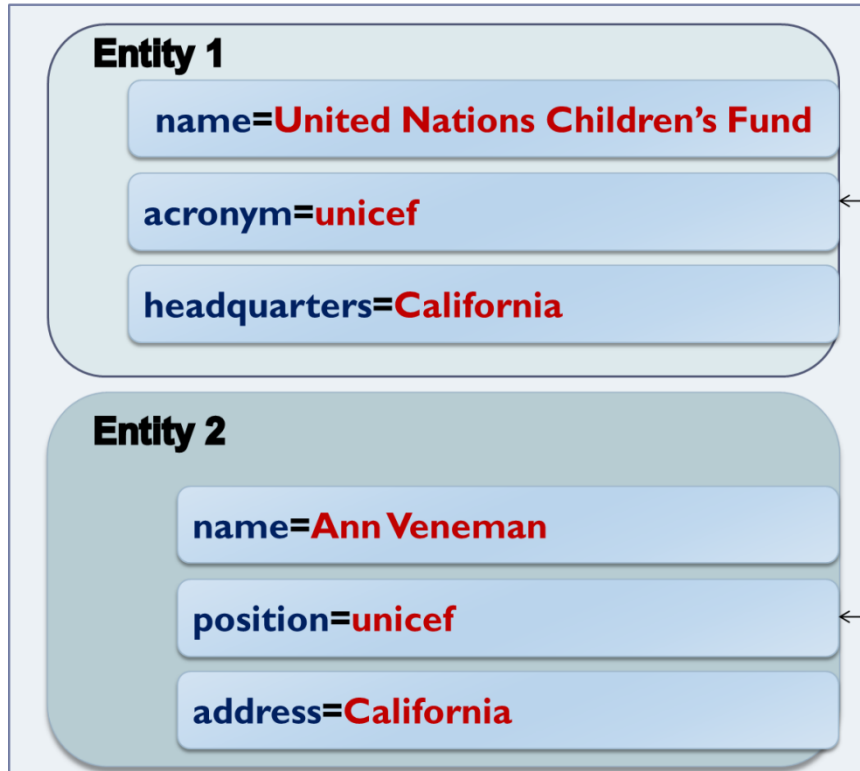 Entity 1
name=United Nations Children’s Fund
acronym=unicef
headquarters=California
Entity 2
name=Ann Veneman
position=unicef
address=California